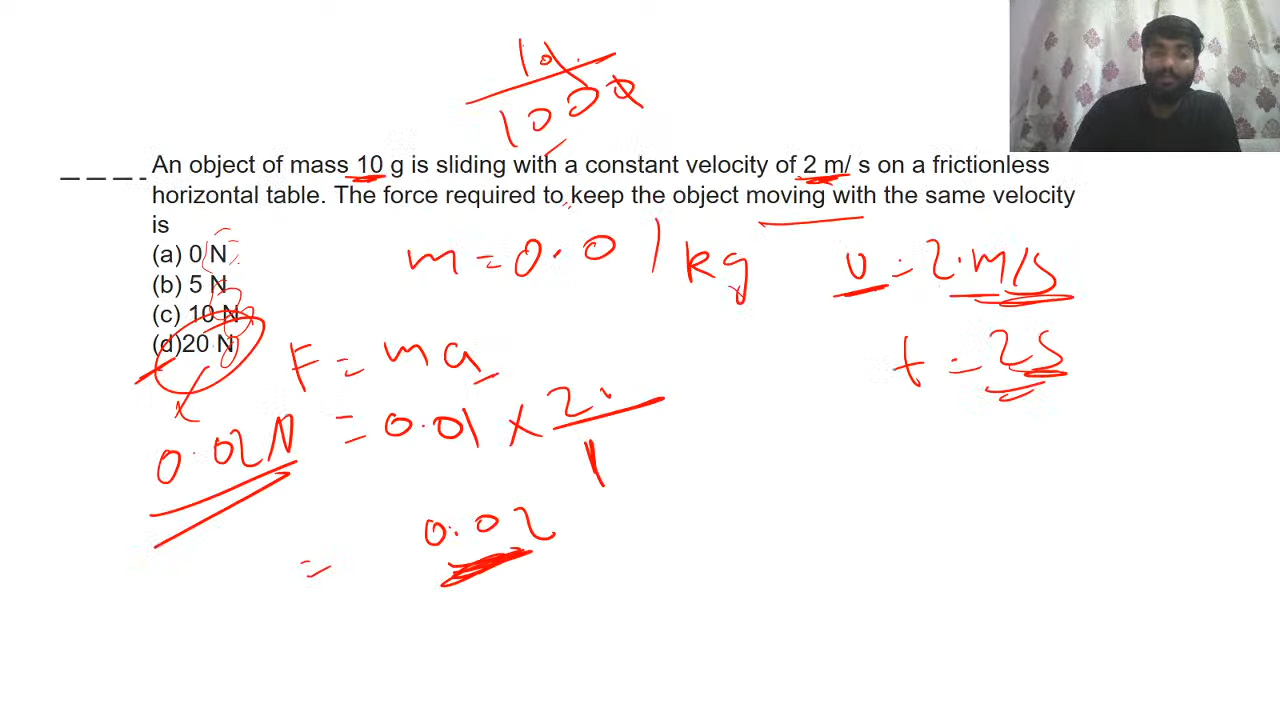 10
1000
An object of mass 10 g is sliding with a constant velocity of 2 m/ s on a frictionless
horizontal table. The force required to keep the object moving with the same velocity
is
(a) 0 N
(b) 5 N
(c) 10 N
(d)20 N
m = 0.01 kg
v = 2 m/s
t = 2s
F = ma
0.02N = 0.01 × 2
1
= 0.02